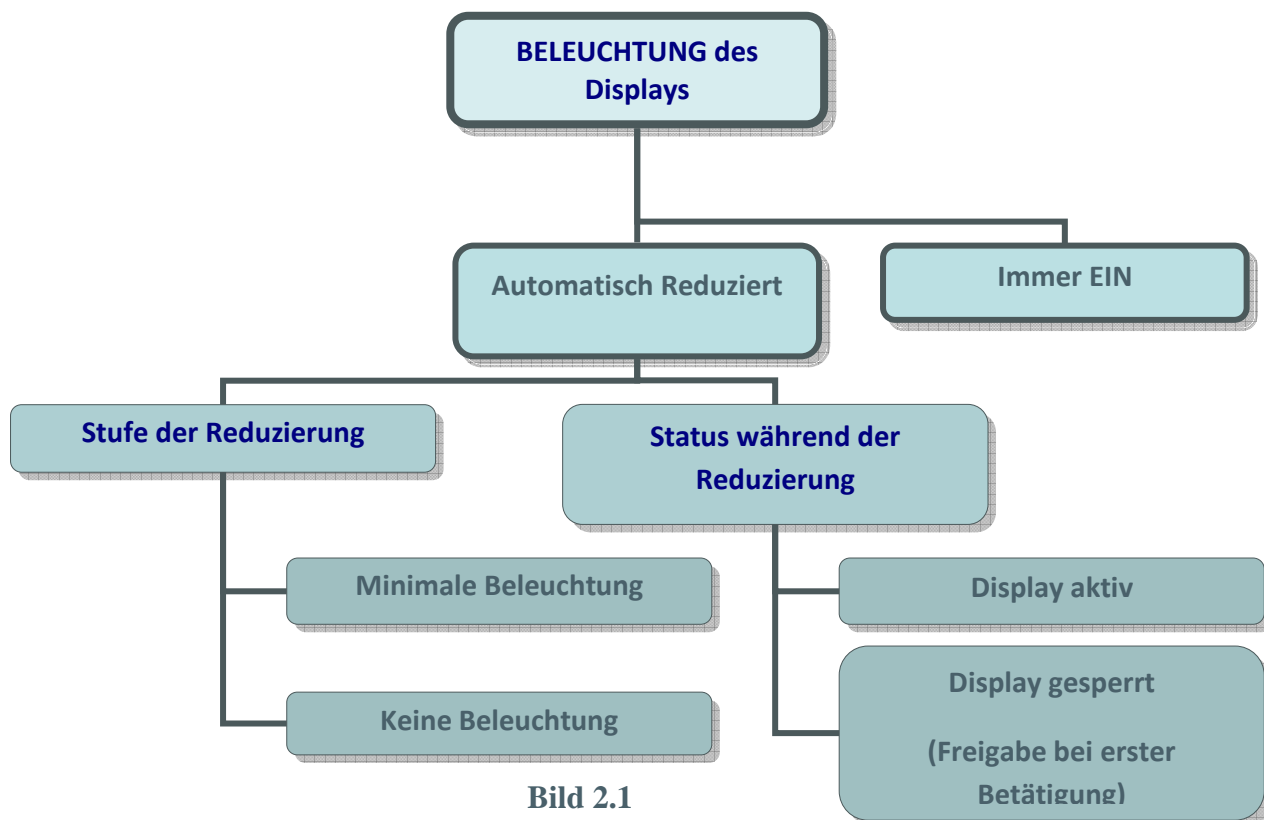 BELEUCHTUNG des
Displays
Automatisch Reduziert
Immer EIN
Stufe der Reduzierung
Status während der
Reduzierung
Minimale Beleuchtung
Display aktiv
Keine Beleuchtung
Display gesperrt
(Freigabe bei erster
Betätigung)
Bild 2.1